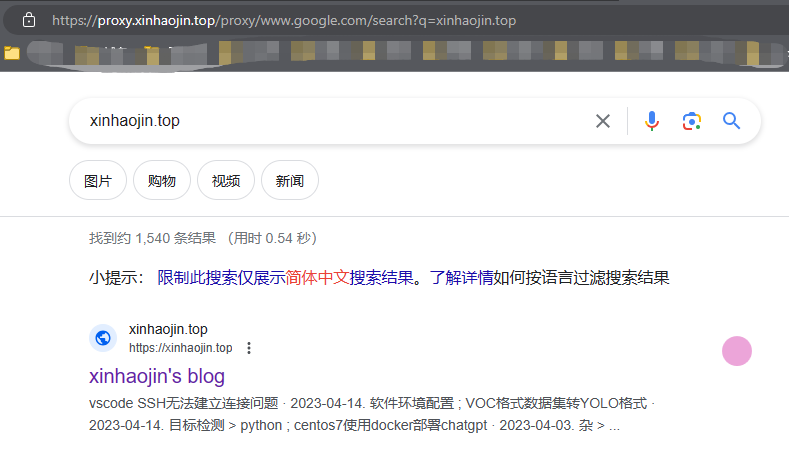 https://proxy.xinhaojin.top/proxy/www.google.com/search?q=xinhaojin.top
xinhaojin.top
图片 购物 视频 新闻
找到约 1,540 条结果 （用时 0.54 秒）
小提示： 限制此搜索仅展示简体中文搜索结果。了解详情如何按语言过滤搜索结果
xinhaojin.top
https://xinhaojin.top
xinhaojin's blog
vscode SSH无法建立连接问题 · 2023-04-14. 软件环境配置 ; VOC格式数据集转YOLO格式 ·
2023-04-14. 目标检测 > python ; centos7使用docker部署chatgpt · 2023-04-03. 杂 > ...